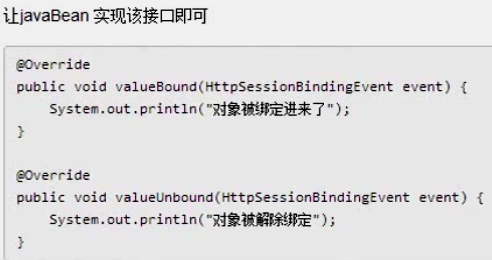 让javaBean 实现该接口即可
@Override
public void valueBound(HttpSessionBindingEvent event) {
    System.out.println("对象被绑定进来了");
}
@Override
public void valueUnbound(HttpSessionBindingEvent event) {
    System.out.println("对象被解除绑定");
}